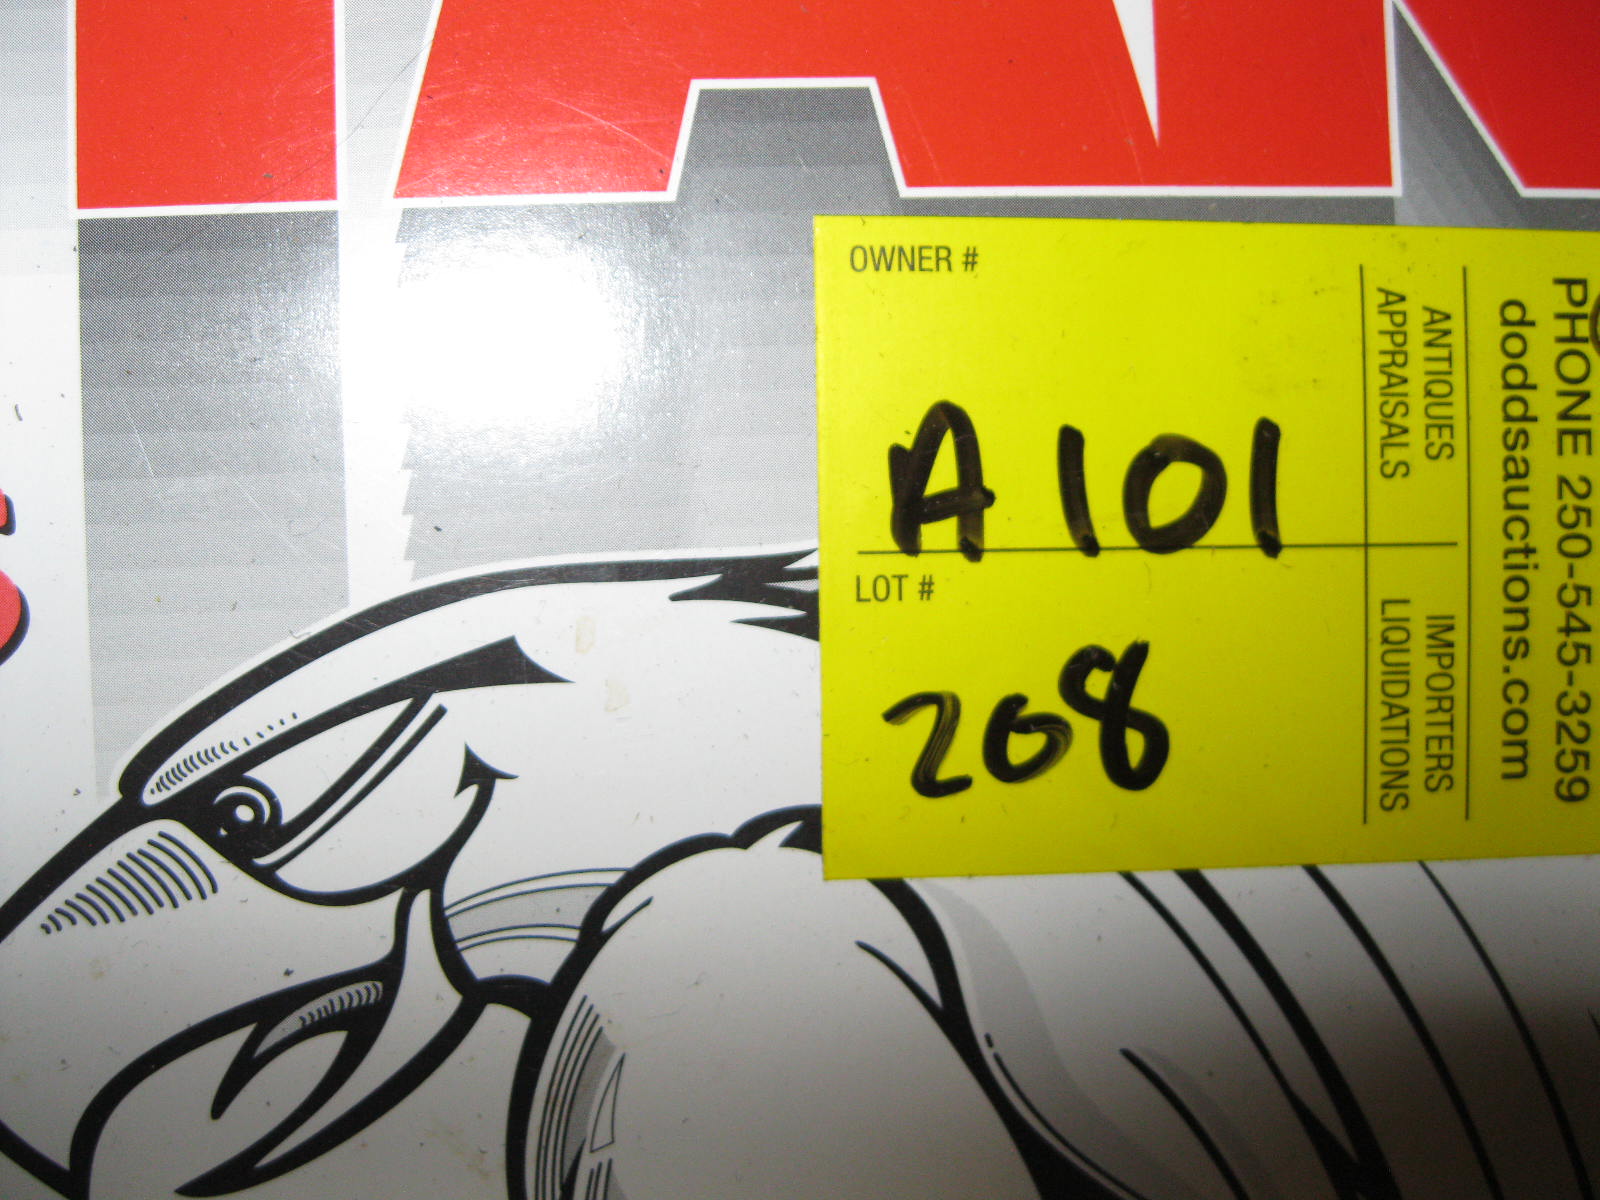 OWNER #
A101
LOT #
208
ANTIQUES
APPRAISALS
IMPORTERS
LIQUIDATIONS
PHONE 250-545-3259
doddsauctions.com